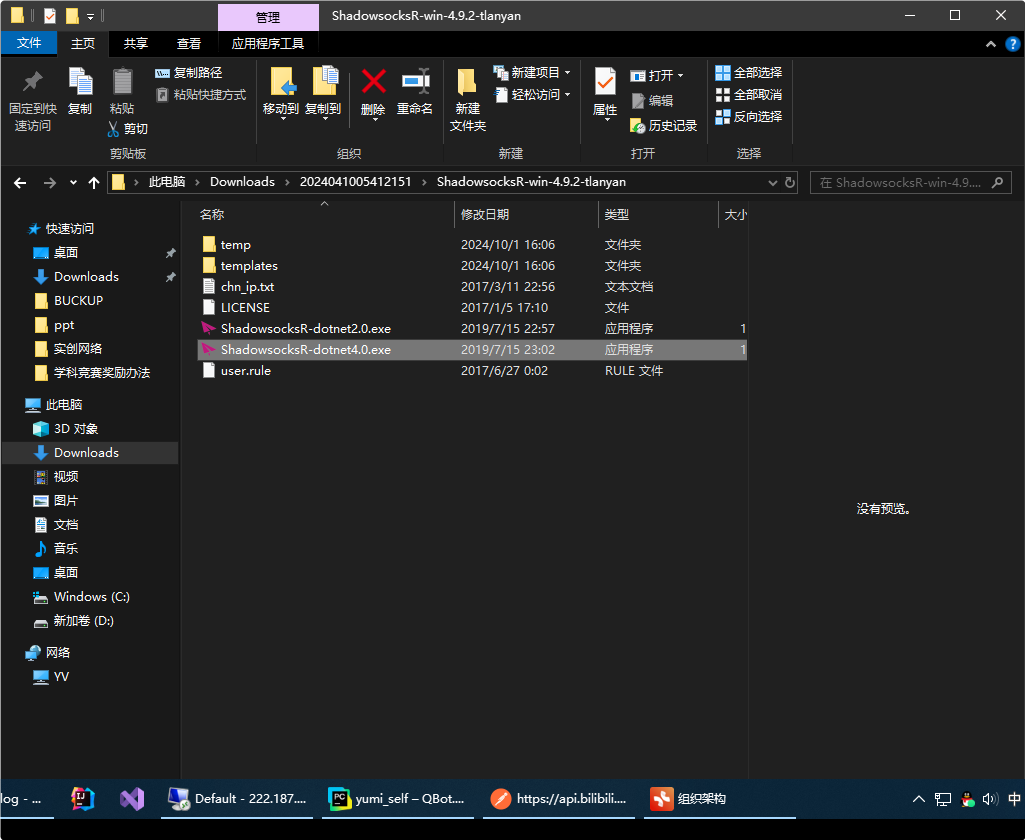 管理
ShadowsocksR-win-4.9.2-tlanyan
文件
主页
共享
查看
应用程序工具
固定到快
速访问
复制
粘贴
复制路径
粘贴快捷方式
剪切
剪贴板
移动到
复制到
删除
重命名
组织
新建
文件夹
新建项目
轻松访问
新建
属性
打开
编辑
历史记录
打开
全部选择
全部取消
反向选择
选择
此电脑
Downloads
2024041005412151
ShadowsocksR-win-4.9.2-tlanyan
在 ShadowsocksR-win-4.9....
快速访问
桌面
Downloads
BUCKUP
ppt
实创网络
学科竞赛奖励办法
此电脑
3D 对象
Downloads
视频
图片
文档
音乐
桌面
Windows (C:)
新加卷 (D:)
网络
YV
名称 修改日期 类型 大小
temp 2024/10/1 16:06 文件夹
templates 2024/10/1 16:06 文件夹
chn_ip.txt 2017/3/11 22:56 文本文档
LICENSE 2017/1/5 17:10 文件
ShadowsocksR-dotnet2.0.exe 2019/7/15 22:57 应用程序 1
ShadowsocksR-dotnet4.0.exe 2019/7/15 23:02 应用程序 1
user.rule 2017/6/27 0:02 RULE 文件
没有预览。
log - ...
Default - 222.187....
yumi_self – QBot....
https://api.bilibili....
组织架构
中